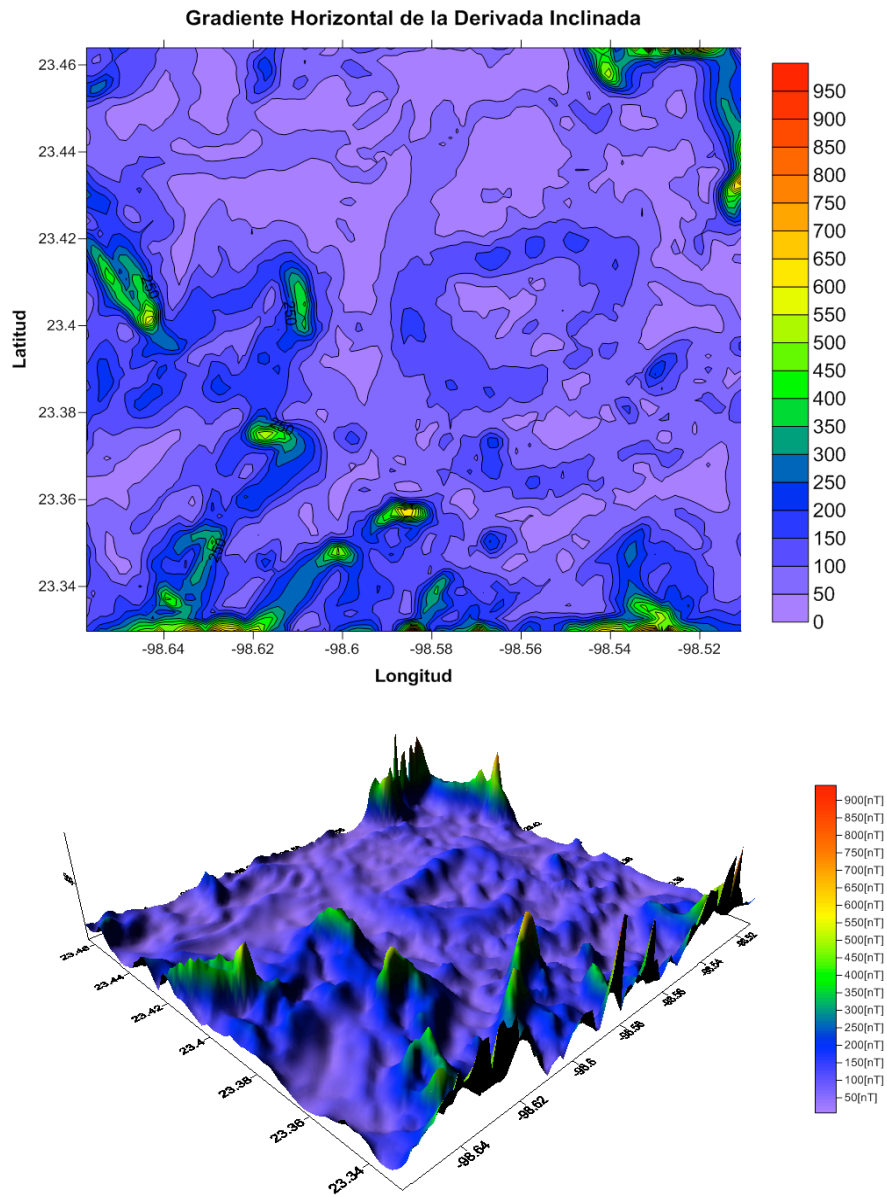 Gradiente Horizontal de la Derivada Inclinada
23.46
23.44
23.42
23.4
23.38
23.36
23.34
Latitud
250
250
250
250
-98.64
-98.62
-98.6
-98.58
-98.56
-98.54
-98.52
Longitud
950
900
850
800
750
700
650
600
550
500
450
400
350
300
250
200
150
100
50
0
23.46
23.44
23.42
23.4
23.38
23.36
23.34
-98.64
-98.62
-98.6
-98.58
-98.56
-98.54
-98.52
900[nT]
850[nT]
800[nT]
750[nT]
700[nT]
650[nT]
600[nT]
550[nT]
500[nT]
450[nT]
400[nT]
350[nT]
300[nT]
250[nT]
200[nT]
150[nT]
100[nT]
50[nT]